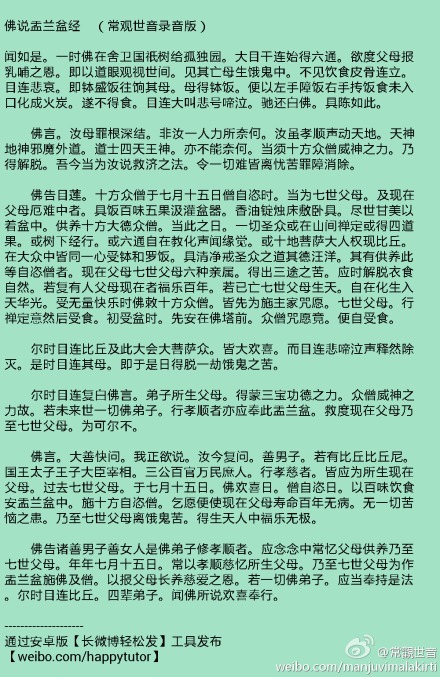 佛说盂兰盆经 （常观世音录音版）
闻如是。一时佛在舍卫国祇树给孤独园。大目干连始得六通。欲度父母报
乳哺之恩。即以道眼观视世间。见其亡母生饿鬼中。不见饮食皮骨连立。
目连悲哀。即钵盛饭往饷其母。母得钵饭。便以左手障饭右手抟饭食未入
口化成火炭。遂不得食。目连大叫悲号啼泣。驰还白佛。具陈如此。
佛言。汝母罪根深结。非汝一人力所奈何。汝虽孝顺声动天地。天神
地神邪魔外道。道士四天王神。亦不能奈何。当须十方众僧威神之力。乃
得解脱。吾今当为汝说救济之法。令一切难皆离忧苦罪障消除。
佛告目莲。十方众僧于七月十五日僧自恣时。当为七世父母。及现在
父母厄难中者。具饭百味五果汲灌盆器。香油锭烛床敷卧具。尽世甘美以
着盆中。供养十方大德众僧。当此之日。一切圣众或在山间禅定或得四道
果。或树下经行。或六通自在教化声闻缘觉。或十地菩萨大人权现比丘。
在大众中皆同一心受钵和罗饭。具清净戒圣众之道其德汪洋。其有供养此
等自恣僧者。现在父母七世父母六种亲属。得出三途之苦。应时解脱衣食
自然。若复有人父母现在者福乐百年。若已亡七世父母生天。自在化生入
天华光。受无量快乐时佛敕十方众僧。皆先为施主家咒愿。七世父母。行
禅定意然后受食。初受盆时。先安在佛塔前。众僧咒愿竟。便自受食。
尔时目连比丘及此大会大菩萨众。皆大欢喜。而目连悲啼泣声释然除
灭。是时目连其母。即于是日得脱一劫饿鬼之苦。
尔时目连复白佛言。弟子所生父母。得蒙三宝功德之力。众僧威神之
力故。若未来世一切佛弟子。行孝顺者亦应奉此盂兰盆。救度现在父母乃
至七世父母。为可尔不。
佛言。大善快问。我正欲说。汝今复问。善男子。若有比丘比丘尼。
国王太子王子大臣宰相。三公百官万民庶人。行孝慈者。皆应为所生现在
父母。过去七世父母。于七月十五日。佛欢喜日。僧自恣日。以百味饮食
安盂兰盆中。施十方自恣僧。乞愿便使现在父母寿命百年无病。无一切苦
恼之患。乃至七世父母离饿鬼苦。得生天人中福乐无极。
佛告诸善男子善女人是佛弟子修孝顺者。应念念中常忆父母供养乃至
七世父母。年年七月十五日。常以孝顺慈忆所生父母。乃至七世父母为作
盂兰盆施佛及僧。以报父母长养慈爱之恩。若一切佛弟子。应当奉持是法
。尔时目连比丘。四辈弟子。闻佛所说欢喜奉行。
--------------------
通过安卓版【长微博轻松发】工具发布
【weibo.com/happytutor】
@常觀世音
weibo.com/manjuvimalakirti